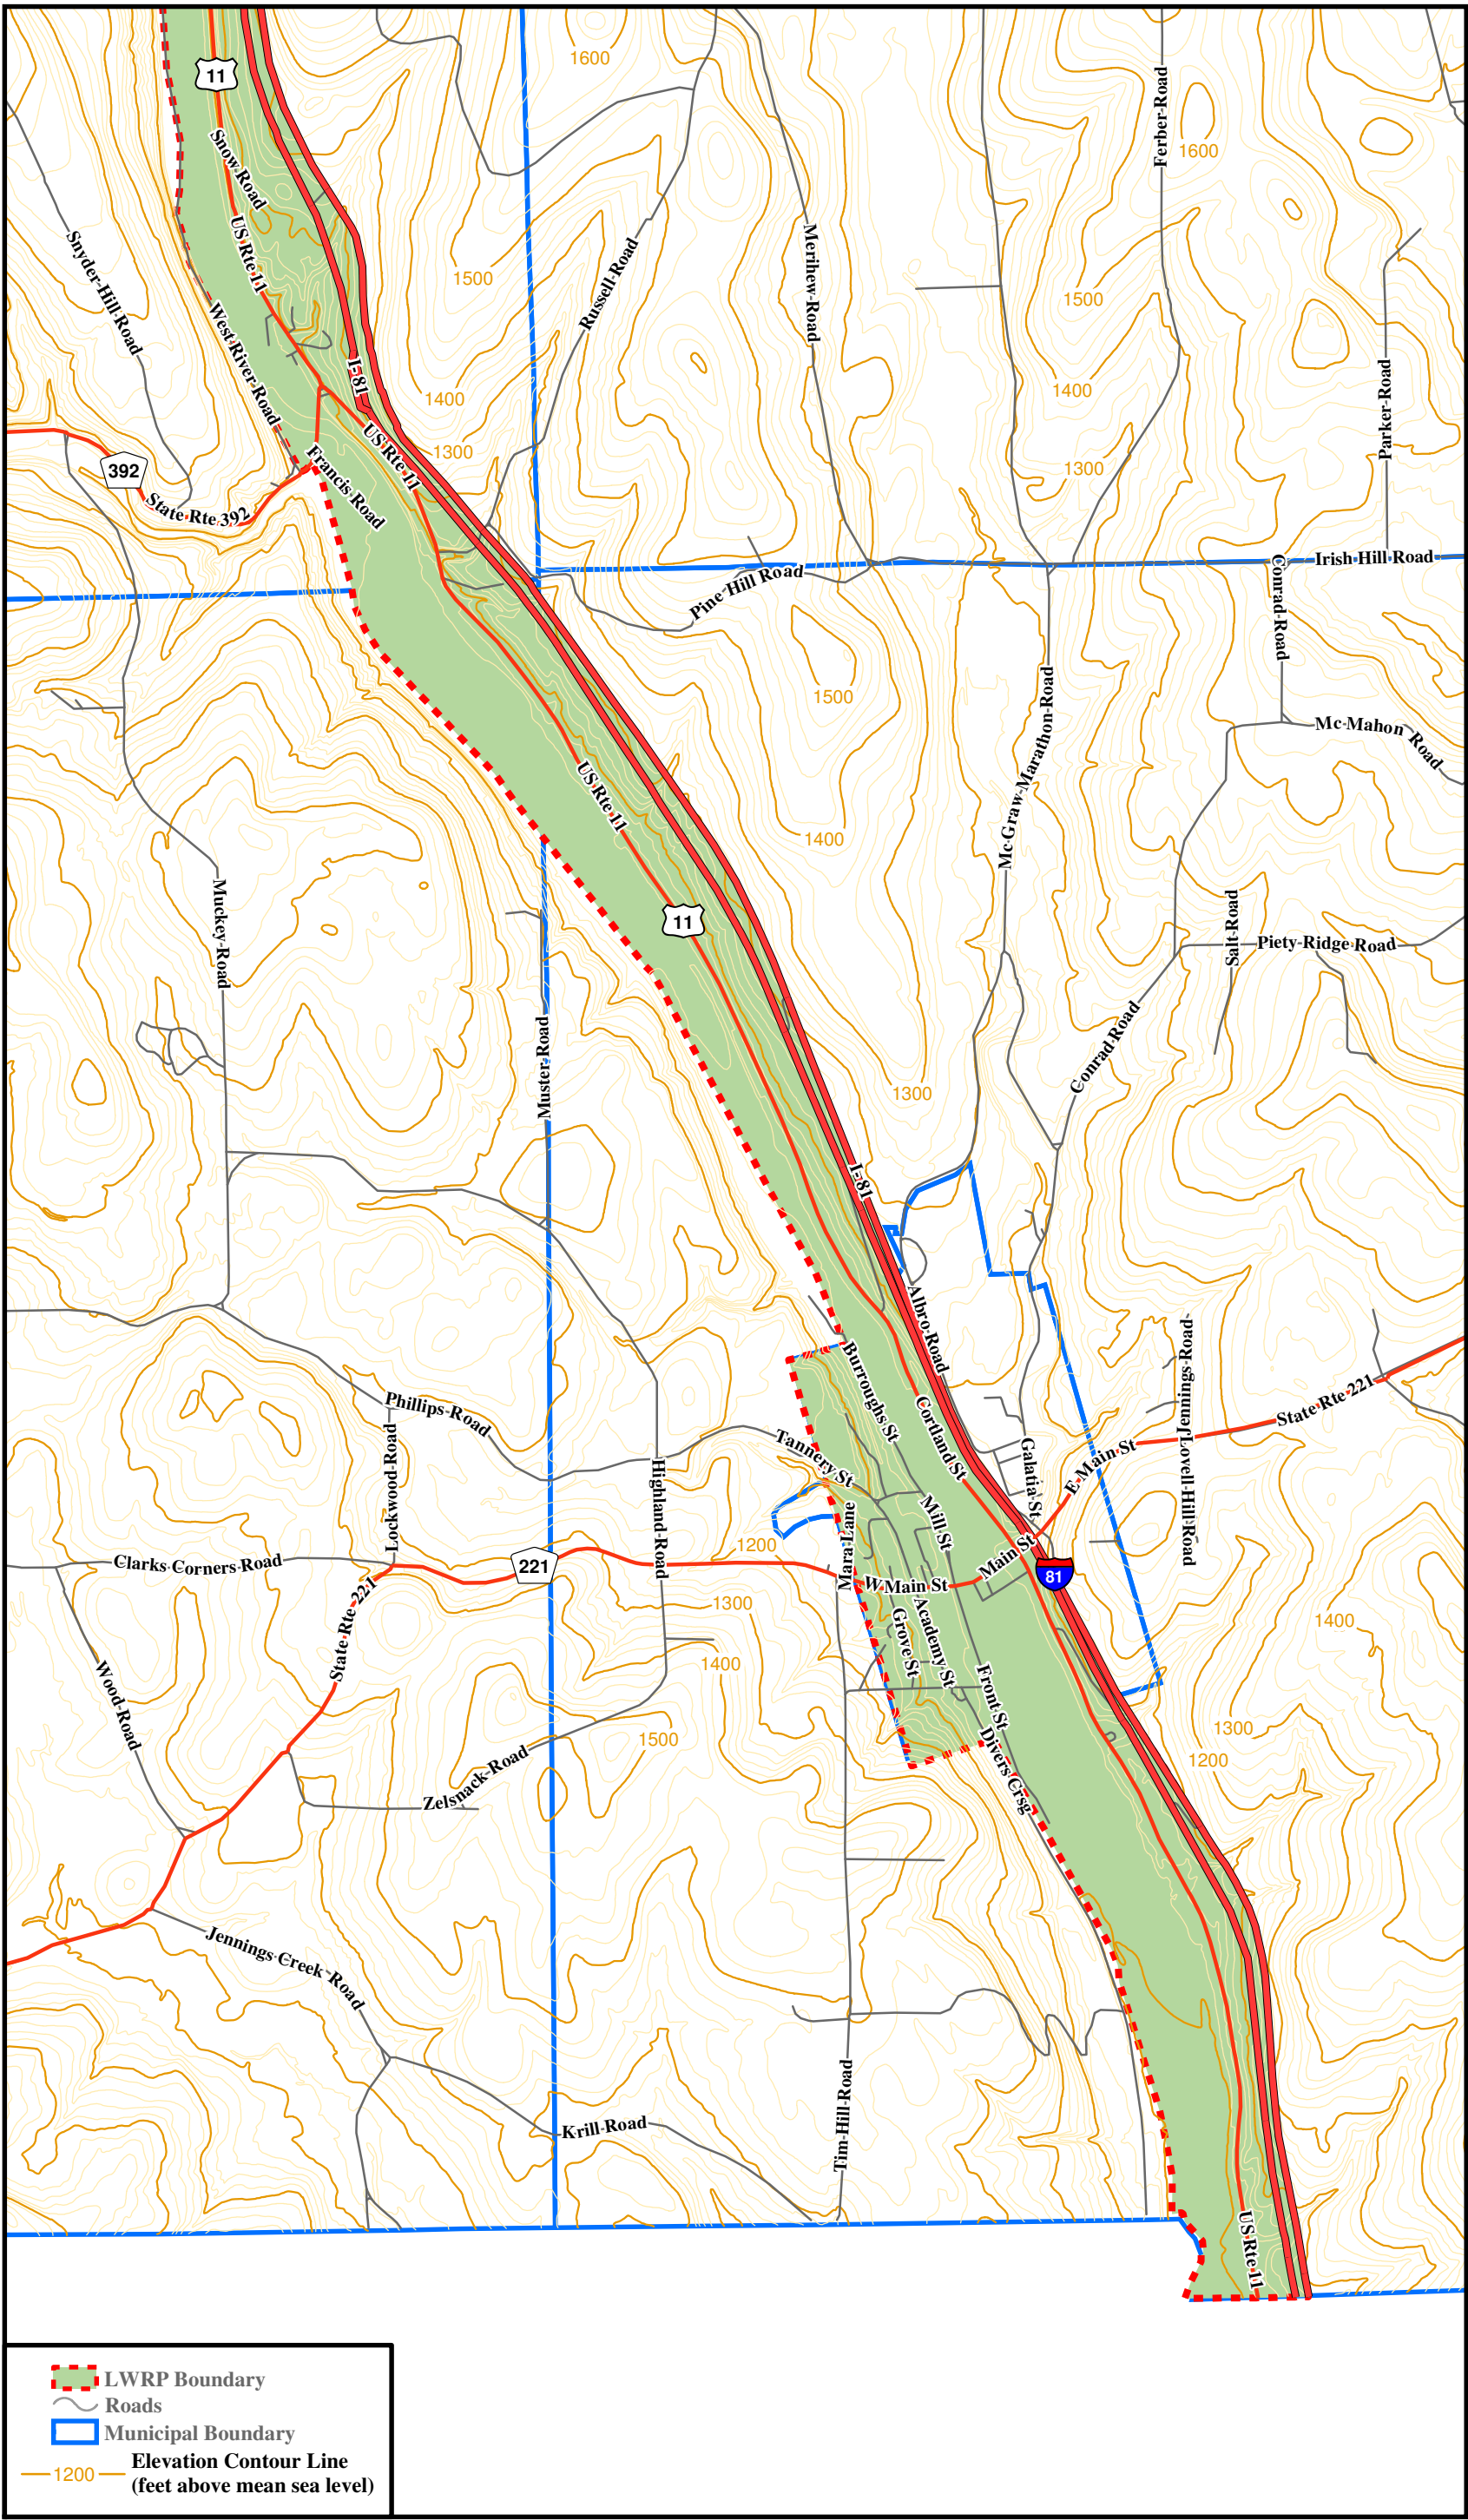 1600
Ferber Road
11
1600
Snow Road
US Rte 11
Snyder Hill Road
Merihew Road
Russell Road
1500
1500
West River Road
I-81
1400
1400
Parker Road
US Rte 11
1300
1300
392
Francis Road
State Rte 392
Irish Hill Road
Pine Hill Road
Conrad Road
1500
Mc Mahon Road
Mc Graw Marathon Road
US Rte 11
1400
Muckey Road
11
Salt Road
Piety Ridge Road
Conrad Road
Muster Road
1300
I-81
Albro Road
Burroughs St
Jennings Road
Lovell Hill Road
State Rte 221
Phillips Road
Cortland St
Tannery St
Lockwood Road
Highland Road
Galatia St
E Main St
Mill St
Mara Lane
1200
Main St
Clarks Corners Road
221
W Main St
81
State Rte 221
1300
Academy St
Grove St
1400
1400
Wood Road
Front St
1500
1300
Zelsnack Road
Divers Crsg
1200
Jennings Creek Road
Krill Road
Tim Hill Road
US Rte 11
LWRP Boundary
Roads
Municipal Boundary
Elevation Contour Line
1200
(feet above mean sea level)